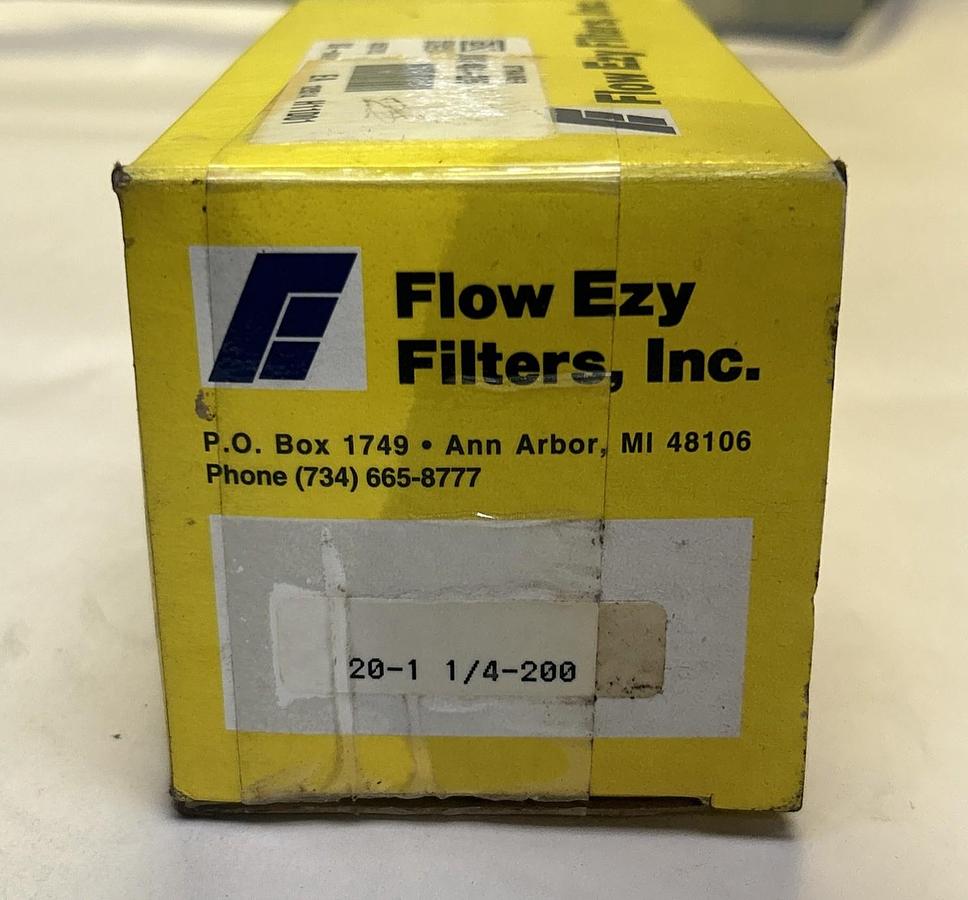 Flow Ezy Filters, Inc.
Flow Ezy
Filters, Inc.
P.O. Box 1749 • Ann Arbor, MI 48106
Phone (734) 665-8777
20-1 1/4-200